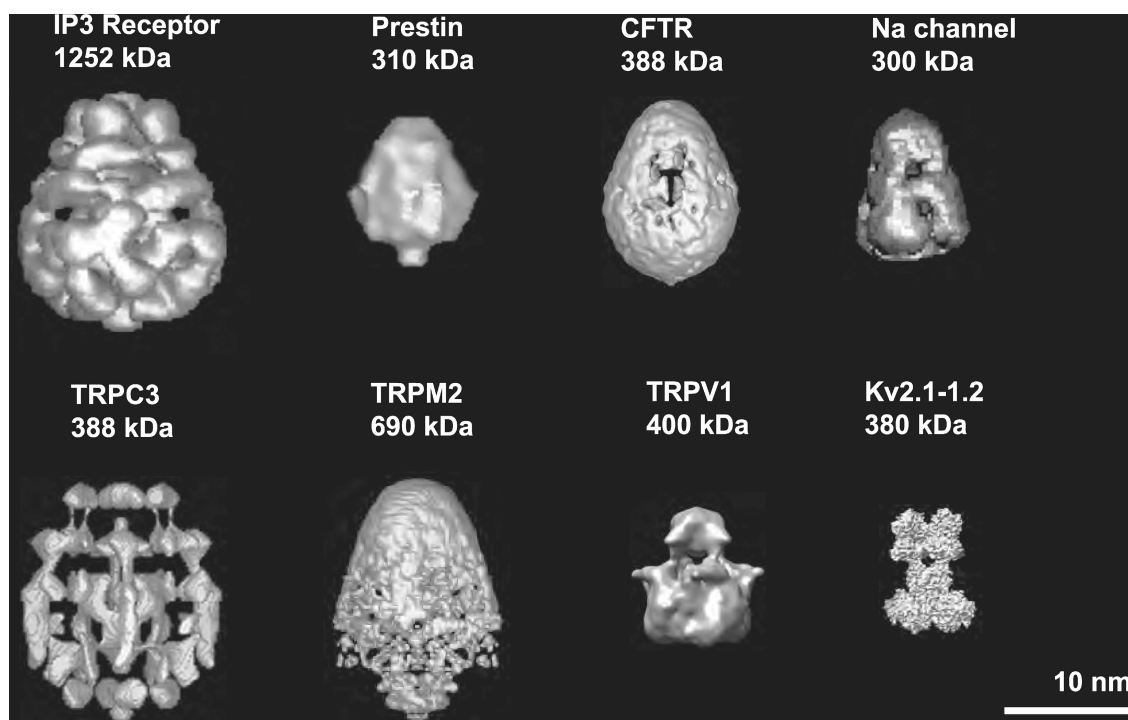 IP3 Receptor
1252 kDa
Prestin
310 kDa
CFTR
388 kDa
Na channel
300 kDa
TRPC3
388 kDa
TRPM2
690 kDa
TRPV1
400 kDa
Kv2.1-1.2
380 kDa
10 nm